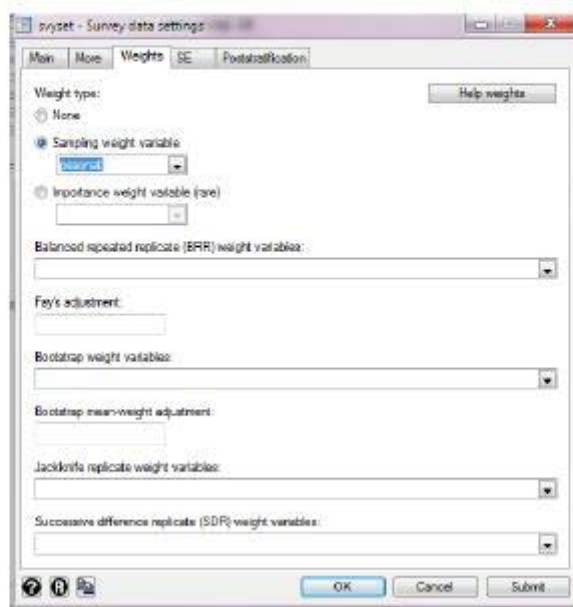 svyset - Survey data settings
Main More Weights SE Poststratification
Weight type:
Help weights
None
Sampling weight variable
Importance weight variable (rare)
Balanced repeated replicate (BRR) weight variables:
Fay's adjustment:
Bootstrap weight variables:
Bootstrap mean-weight adjustment:
Jackknife replicate weight variables:
Successive difference replicate (SDR) weight variables:
OK Cancel Submit